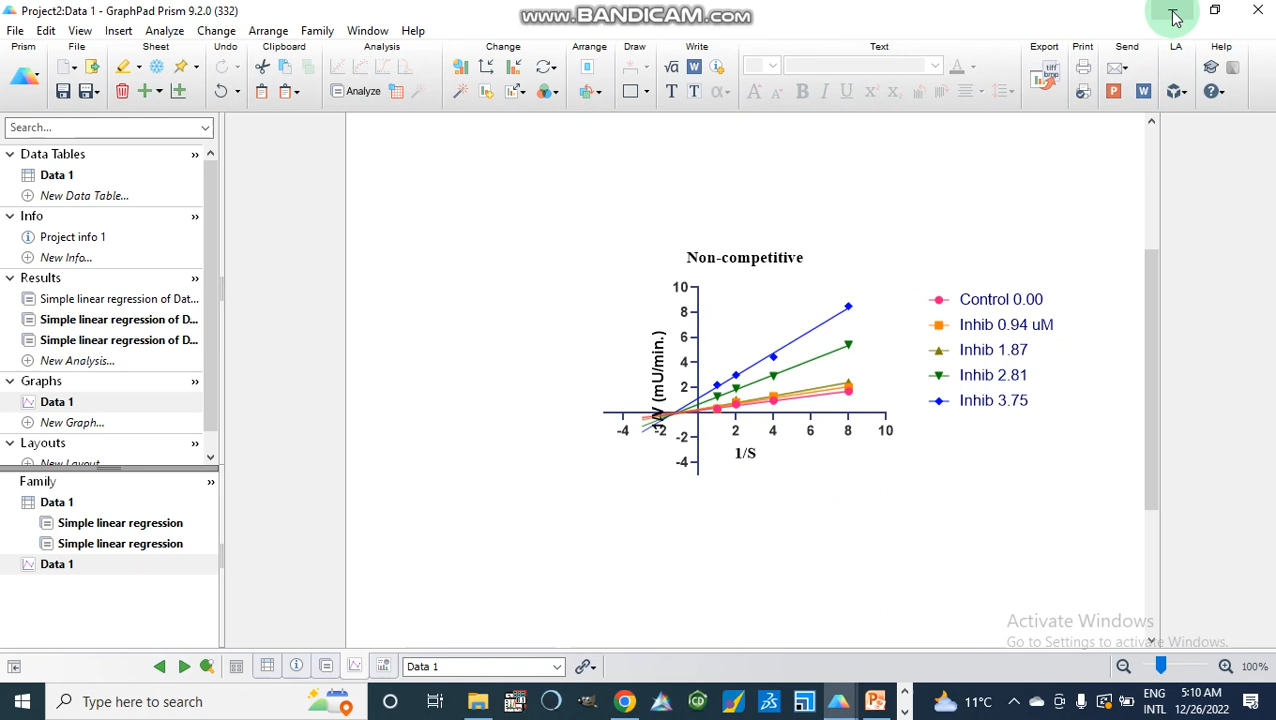 Project2:Data 1 - GraphPad Prism 9.2.0 (332)
www.BANDICAM.com
File Edit View Insert Analyze Change Arrange Family Window Help
Prism File Sheet Undo Clipboard Analysis Change Arrange Draw Write Text Export Print Send LA Help
Analyze
Search...
Data Tables
Data 1
New Data Table...
Info
Project info 1
New Info...
Results
Simple linear regression of Dat...
Simple linear regression of D...
Simple linear regression of D...
New Analysis...
Graphs
Data 1
New Graph...
Layouts
New Layout
Family
Data 1
Simple linear regression
Simple linear regression
Data 1
Non-competitive
10
8
6
4
2
-2
-4
-4 -2 2 4 6 8 10
1/V (mU/min.)
1/S
Control 0.00
Inhib 0.94 uM
Inhib 1.87
Inhib 2.81
Inhib 3.75
Activate Windows
Go to Settings to activate Windows.
Data 1
100%
Type here to search
11°C
ENG
INTL
5:10 AM
12/26/2022